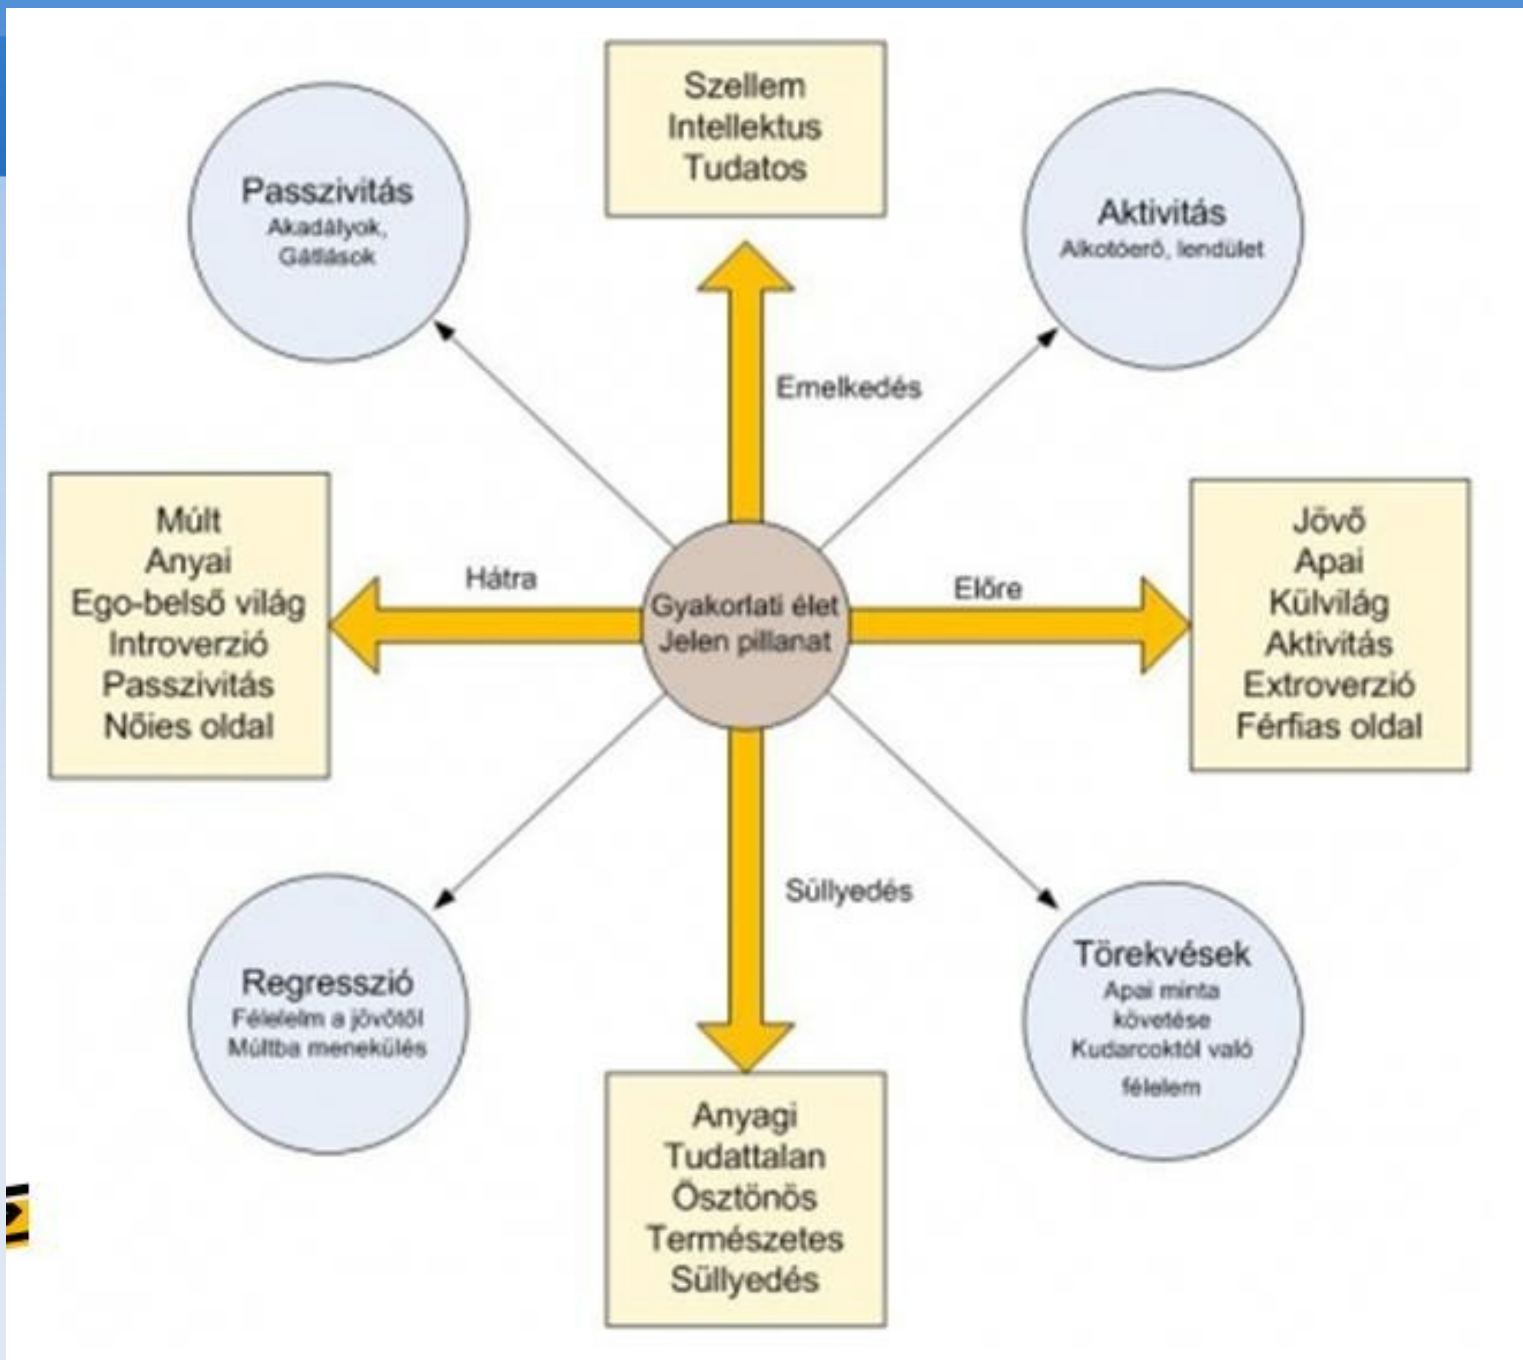 Szellem
Intellektus
Tudatos
Passzivitás
Akadályok,
Gátlások
Aktivitás
Alkotóerő, lendület
Emelkedés
Múlt
Anyai
Ego-belső világ
Introverzió
Passzivitás
Nőies oldal
Hátra
Gyakorlati élet
Jelen pillanat
Előre
Jövő
Apai
Külvilág
Aktivitás
Extroverzió
Férfias oldal
Süllyedés
Regresszió
Félelelm a jövőtől
Múltba menekülés
Törekvések
Apai minta
követése
Kudarcoktól való
félelem
Anyagi
Tudattalan
Ösztönös
Természetes
Süllyedés